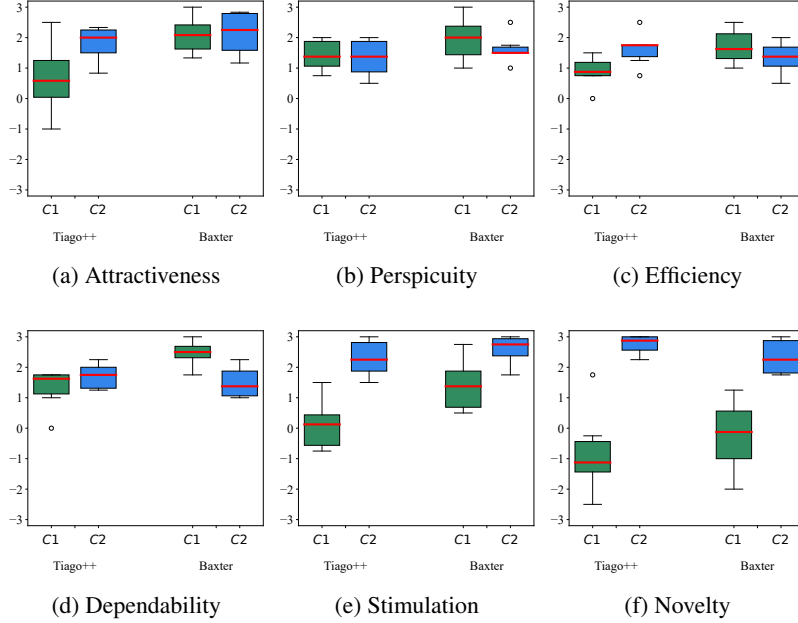 3
2
1
0
−1
−2
−3
C1
C2
C1
C2
Tiago++
Baxter
(a) Attractiveness
3
2
1
0
−1
−2
−3
C1
C2
C1
C2
Tiago++
Baxter
(b) Perspicuity
3
2
1
0
−1
−2
−3
C1
C2
C1
C2
Tiago++
Baxter
(c) Efficiency
3
2
1
0
−1
−2
−3
C1
C2
C1
C2
Tiago++
Baxter
(d) Dependability
3
2
1
0
−1
−2
−3
C1
C2
C1
C2
Tiago++
Baxter
(e) Stimulation
3
2
1
0
−1
−2
−3
C1
C2
C1
C2
Tiago++
Baxter
(f) Novelty